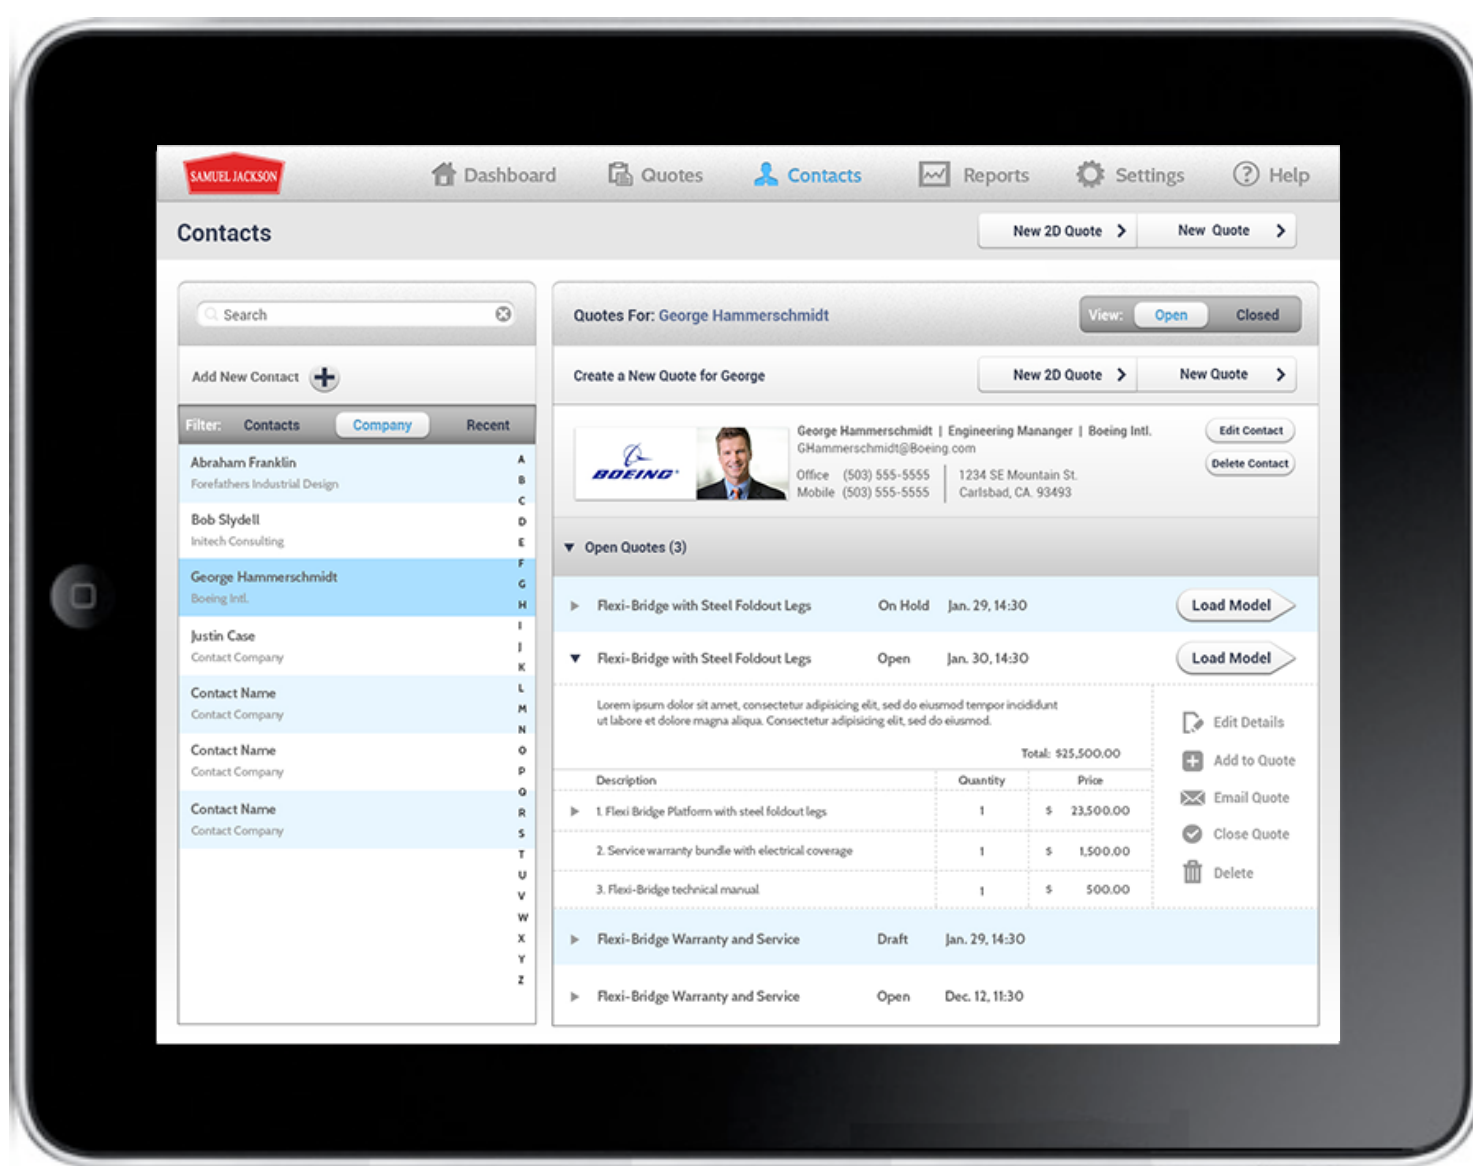 SAMUEL JACKSON
Dashboard
Quotes
Contacts
Reports
Settings
? Help
Contacts
New 2D Quote
New Quote
Search
Add New Contact
Filter: Contacts Company Recent
Abraham Franklin
Forefathers Industrial Design
Bob Slydell
Initech Consulting
George Hammerschmidt
Boeing Intl.
Justin Case
Contact Company
Contact Name
Contact Company
Contact Name
Contact Company
Contact Name
Contact Company
A
B
C
D
E
F
G
H
I
J
K
L
M
N
O
P
Q
R
S
T
U
V
W
X
Y
Z
Quotes For: George Hammerschmidt
View: Open Closed
Create a New Quote for George
New 2D Quote
New Quote
BOEING
George Hammerschmidt | Engineering Mananger | Boeing Intl.
GHammerschmidt@Boeing.com
Office (503) 555-5555
Mobile (503) 555-5555
1234 SE Mountain St.
Carlsbad, CA. 93493
Edit Contact
Delete Contact
Open Quotes (3)
Flexi-Bridge with Steel Foldout Legs On Hold Jan. 29, 14:30 Load Model
Flexi-Bridge with Steel Foldout Legs Open Jan. 30, 14:30 Load Model
Lorem ipsum dolor sit amet, consectetur adipisicing elit, sed do eiusmod tempor incididunt
ut labore et dolore magna aliqua. Consectetur adipisicing elit, sed do eiusmod.
Total: $25,500.00
Description Quantity Price
1. Flexi Bridge Platform with steel foldout legs 1 $ 23,500.00
2. Service warranty bundle with electrical coverage 1 $ 1,500.00
3. Flexi-Bridge technical manual 1 $ 500.00
Edit Details
Add to Quote
Email Quote
Close Quote
Delete
Flexi-Bridge Warranty and Service Draft Jan. 29, 14:30
Flexi-Bridge Warranty and Service Open Dec. 12, 11:30